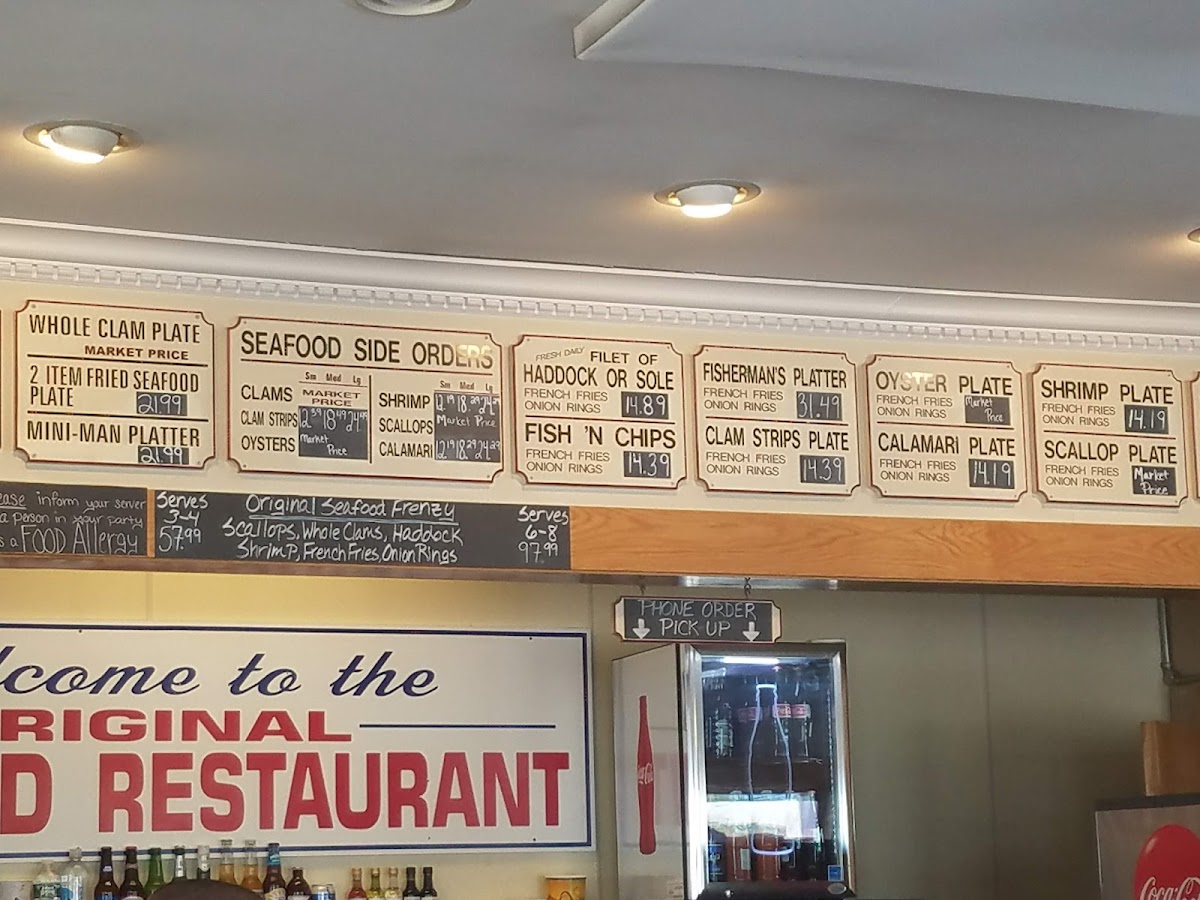 WHOLE CLAM PLATE
MARKET PRICE
2 ITEM FRIED SEAFOOD
PLATE 21.99
MINI-MAN PLATTER
21.99
SEAFOOD SIDE ORDERS
Sm Med Lg
CLAMS MARKET PRICE
CLAM STRIPS
OYSTERS Market Price
Sm Med Lg
SHRIMP
SCALLOPS Market Price
CALAMARI
FRESH DAILY FILET OF
HADDOCK OR SOLE
FRENCH FRIES
ONION RINGS 14.89
FISH 'N CHIPS
FRENCH FRIES
ONION RINGS 14.39
FISHERMAN'S PLATTER
FRENCH FRIES
ONION RINGS 31.49
CLAM STRIPS PLATE
FRENCH FRIES
ONION RINGS 14.39
OYSTER PLATE
FRENCH FRIES
ONION RINGS Market Price
CALAMARI PLATE
FRENCH FRIES
ONION RINGS 14.19
SHRIMP PLATE
FRENCH FRIES
ONION RINGS 14.19
SCALLOP PLATE
FRENCH FRIES
ONION RINGS Market Price
ease inform your server
a person in your party
s a FOOD Allergy
Serves
3-4
57.99
Original Seafood Frenzy
Scallops, Whole Clams, Haddock
Shrimp, French Fries, Onion Rings
Serves
6-8
97.99
PHONE ORDER
PICK UP
lcome to the
RIGINAL
D RESTAURANT
Coca-Cola
Coca-C